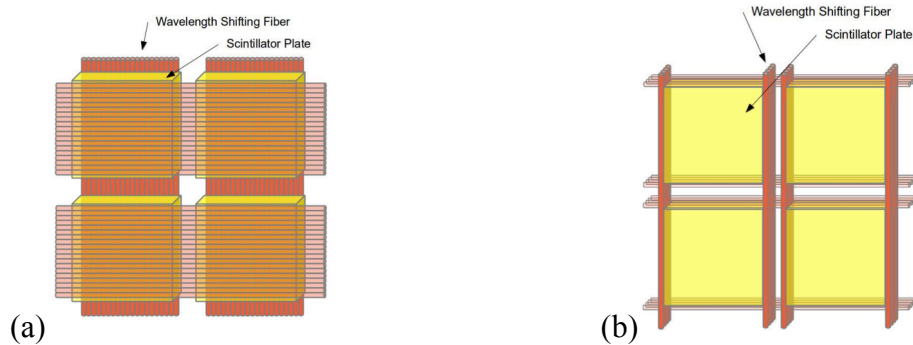 Wavelength Shifting Fiber
Scintillator Plate
(a)
Wavelength Shifting Fiber
Scintillator Plate
(b)